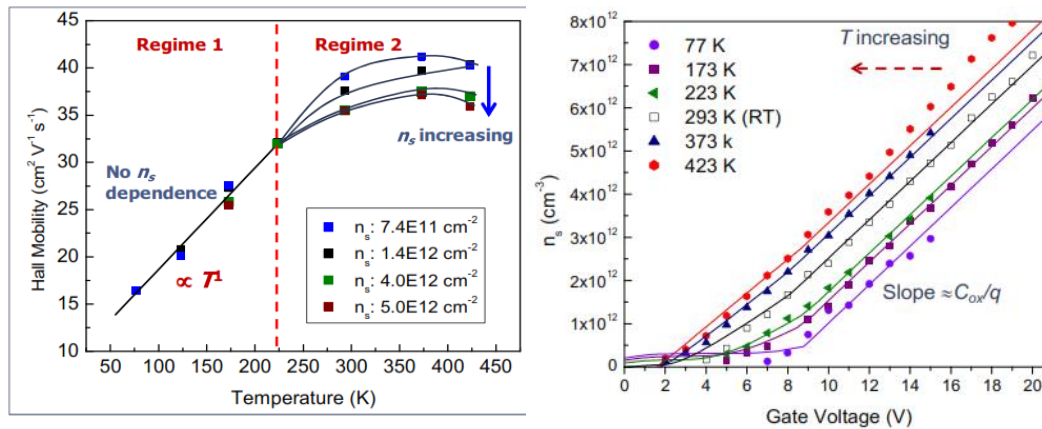 45
40
35
30
25
20
15
10
Hall Mobility (cm² V⁻¹ s⁻¹)
Regime 1
Regime 2
nₛ increasing
No nₛ
dependence
∝ T¹
nₛ: 7.4E11 cm⁻²
nₛ: 1.4E12 cm⁻²
nₛ: 4.0E12 cm⁻²
nₛ: 5.0E12 cm⁻²
50 100 150 200 250 300 350 400 450
Temperature (K)
8x10¹²
7x10¹²
6x10¹²
5x10¹²
4x10¹²
3x10¹²
2x10¹²
1x10¹²
0
nₛ (cm⁻³)
77 K
173 K
223 K
293 K (RT)
373 k
423 K
T increasing
Slope ≈Cₒₓ/q
0 2 4 6 8 10 12 14 16 18 20
Gate Voltage (V)